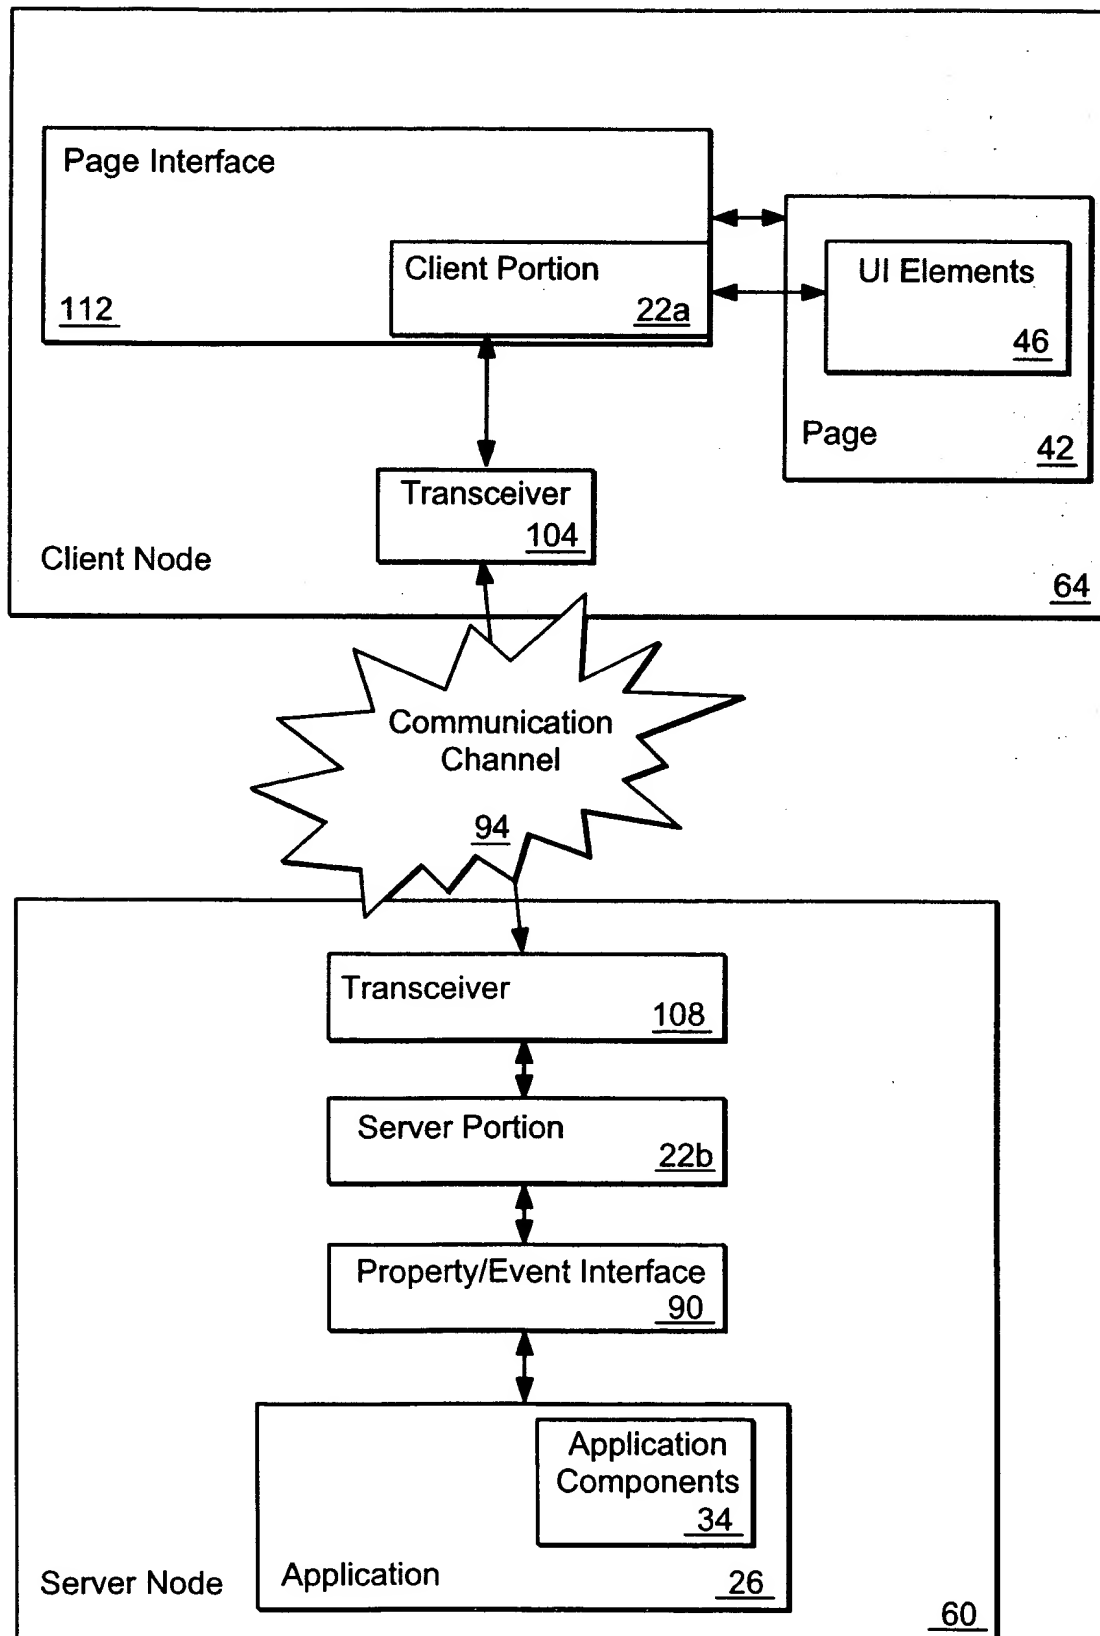 Page Interface
Client Portion
112
22a
UI Elements
46
Page
42
Transceiver
104
Client Node
64
Communication
Channel
94
Transceiver
108
Server Portion
22b
Property/Event Interface
90
Application
Components
34
Application
26
Server Node
60